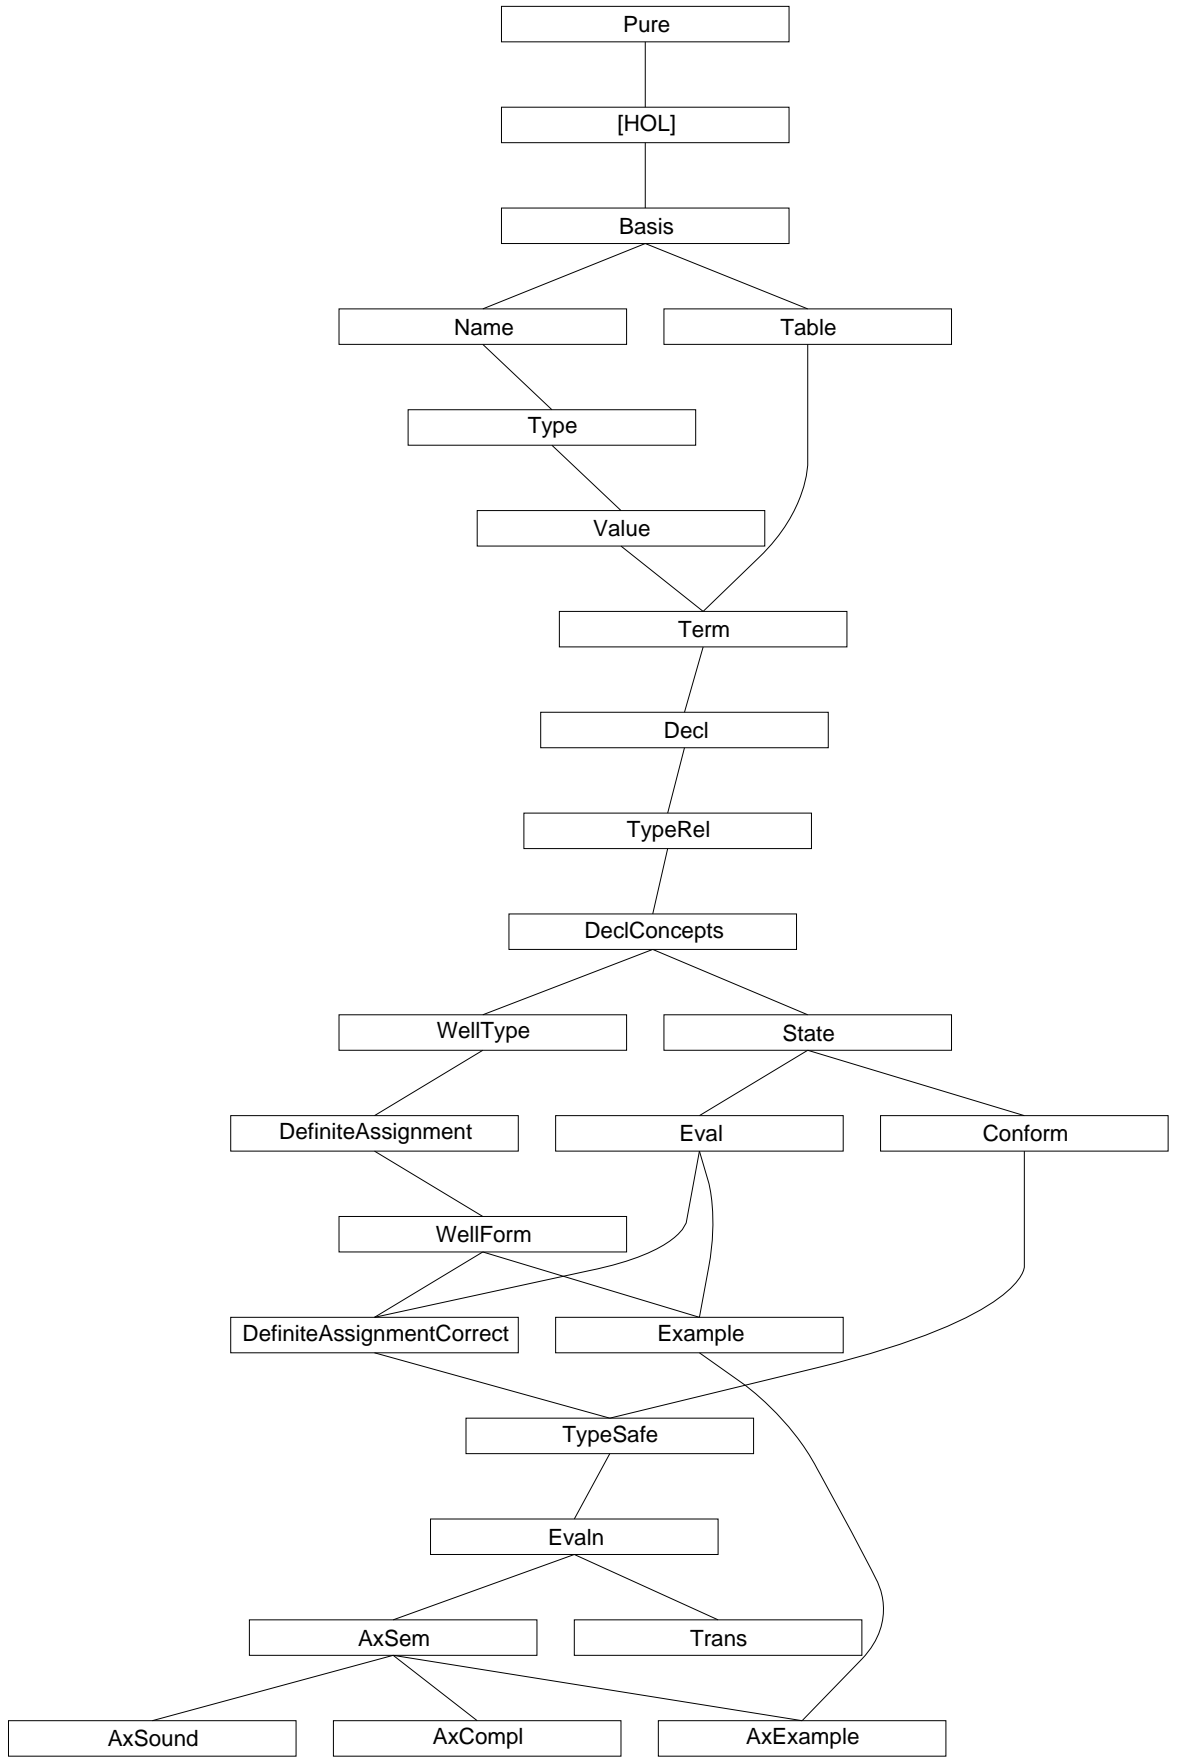 Pure
[HOL]
Basis
Name
Table
Type
Value
Term
Decl
TypeRel
DeclConcepts
WellType
State
DefiniteAssignment
Eval
Conform
WellForm
DefiniteAssignmentCorrect
Example
TypeSafe
Evaln
AxSem
Trans
AxSound
AxCompl
AxExample